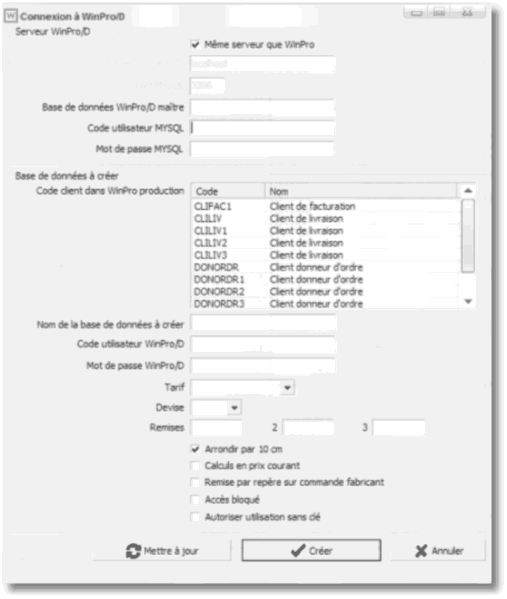 Connexion à WinPro/D
Serveur WinPro/D
Même serveur que WinPro
localhost
3306
Base de données WinPro/D maître
Code utilisateur MYSQL
Mot de passe MYSQL
Base de données à créer
Code client dans WinPro production
Code Nom
CLIFAC1 Client de facturation
CLILIV Client de livraison
CLILIV1 Client de livraison
CLILIV2 Client de livraison
CLILIV3 Client de livraison
DONORDR Client donneur d'ordre
DONORDR1 Client donneur d'ordre
DONORDR2 Client donneur d'ordre
DONORDR3 Client donneur d'ordre
Nom de la base de données à créer
Code utilisateur WinPro/D
Mot de passe WinPro/D
Tarif
Devise
Remises 2 3
Arrondir par 10 cm
Calculs en prix courant
Remise par repère sur commande fabricant
Accès bloqué
Autoriser utilisation sans clé
Mettre à jour Créer Annuler